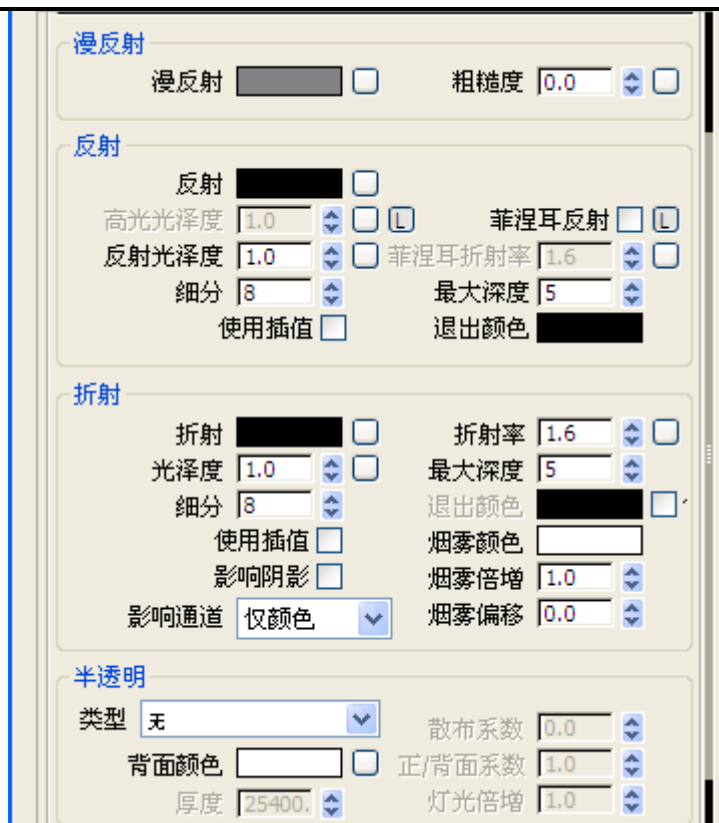 漫反射
漫反射 粗糙度 0.0
反射
反射
高光光泽度 1.0 L 菲涅耳反射 L
反射光泽度 1.0 菲涅耳折射率 1.6
细分 8 最大深度 5
使用插值 退出颜色
折射
折射 折射率 1.6
光泽度 1.0 最大深度 5
细分 8 退出颜色
使用插值 烟雾颜色
影响阴影 烟雾倍增 1.0
影响通道 仅颜色 烟雾偏移 0.0
半透明
类型 无 散布系数 0.0
背面颜色 正/背面系数 1.0
厚度 25400. 灯光倍增 1.0